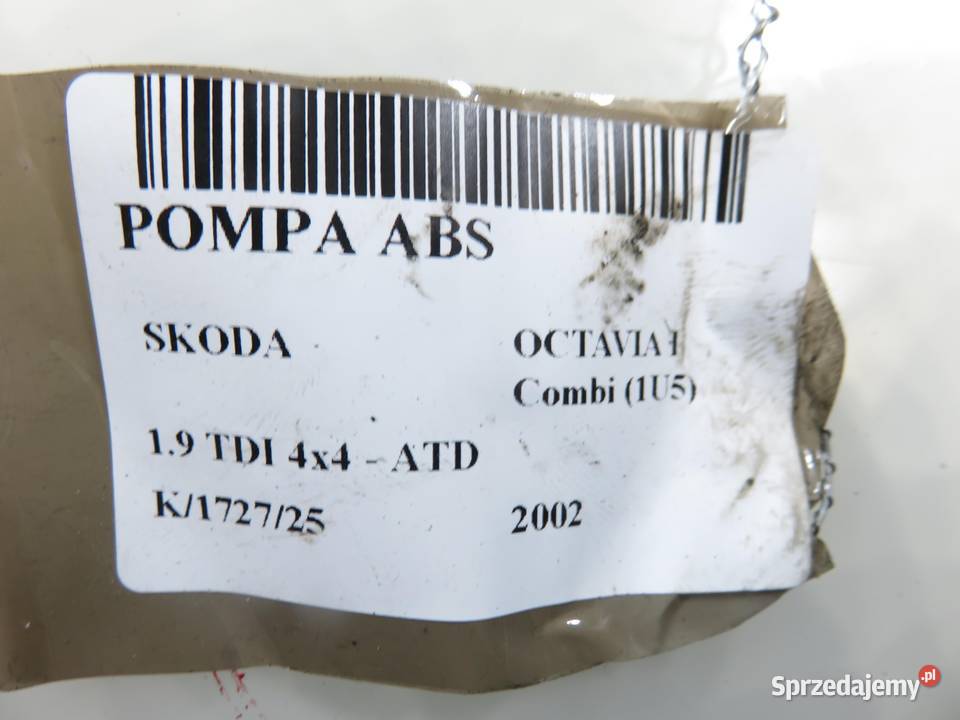 POMPA ABS
SKODA
OCTAVIA I
Combi (1U5)
1.9 TDI 4x4 - ATD
K/1727/25
2002
Sprzedajemy.pl